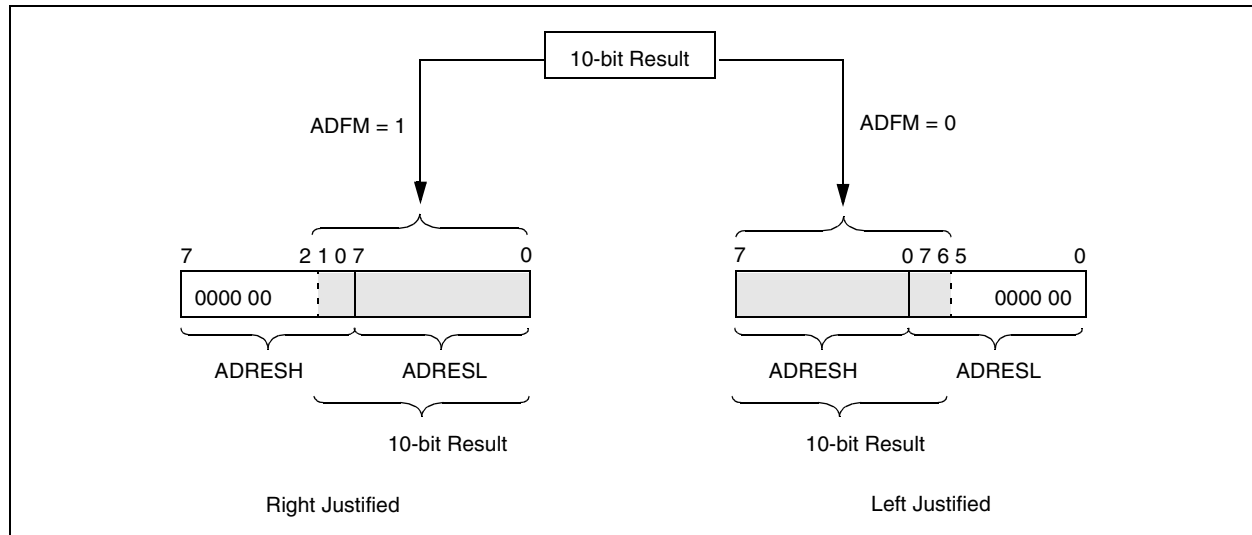 10-bit Result
ADFM = 1
ADFM = 0
7 2 1 0 7 0
7 0 7 6 5 0
0000 00
0000 00
ADRESH ADRESL
ADRESH ADRESL
10-bit Result
10-bit Result
Right Justified
Left Justified